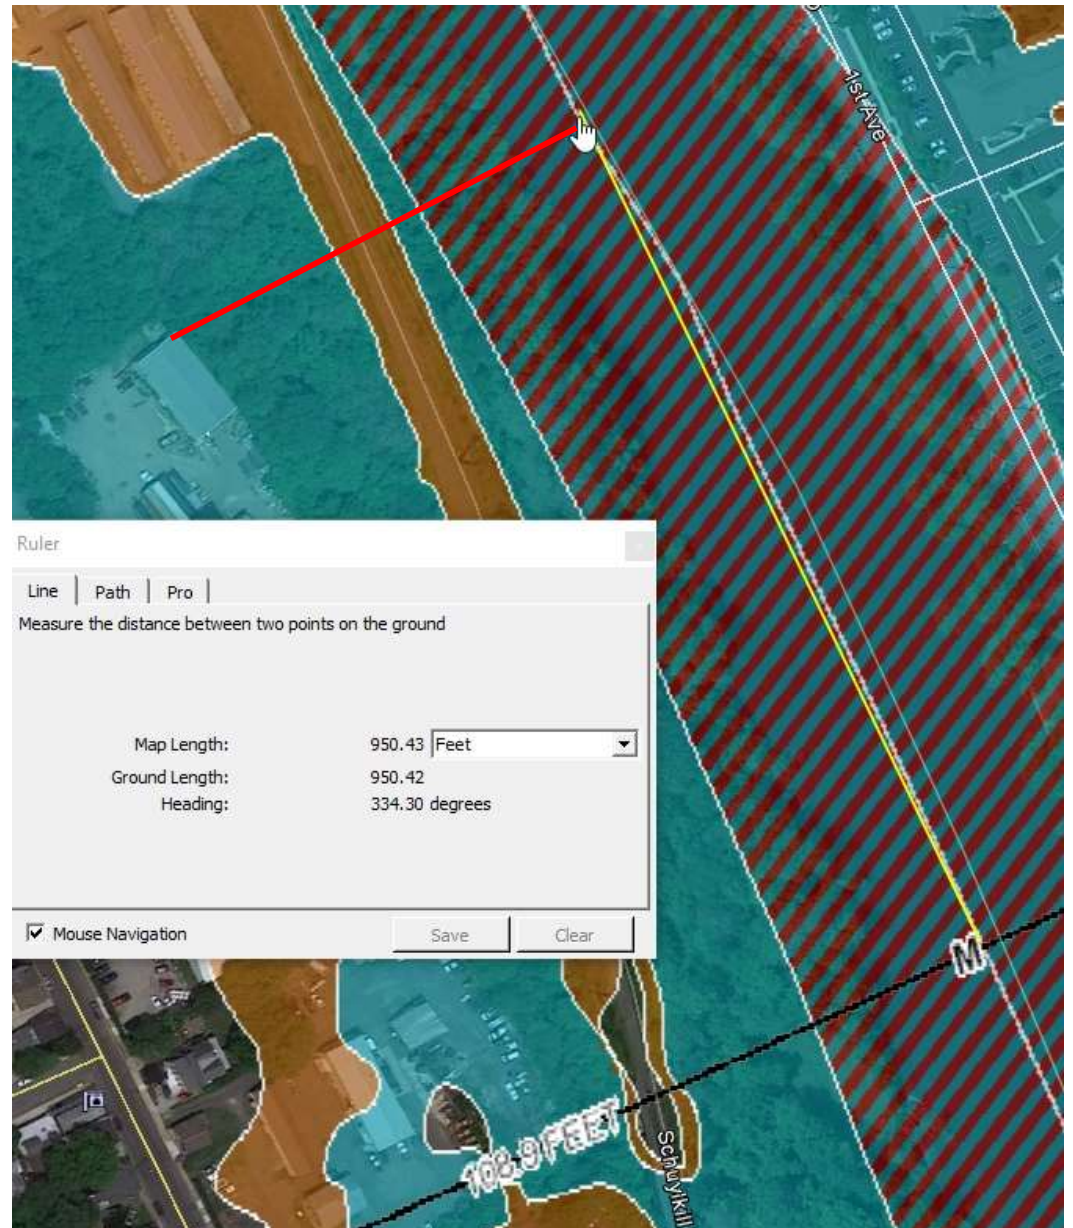 1st Ave
Ruler
Line
Path
Pro
Measure the distance between two points on the ground
Map Length:
950.43
Feet
Ground Length:
950.42
Heading:
334.30 degrees
Mouse Navigation
Save
Clear
M
108.9 FEET
Schuylkill